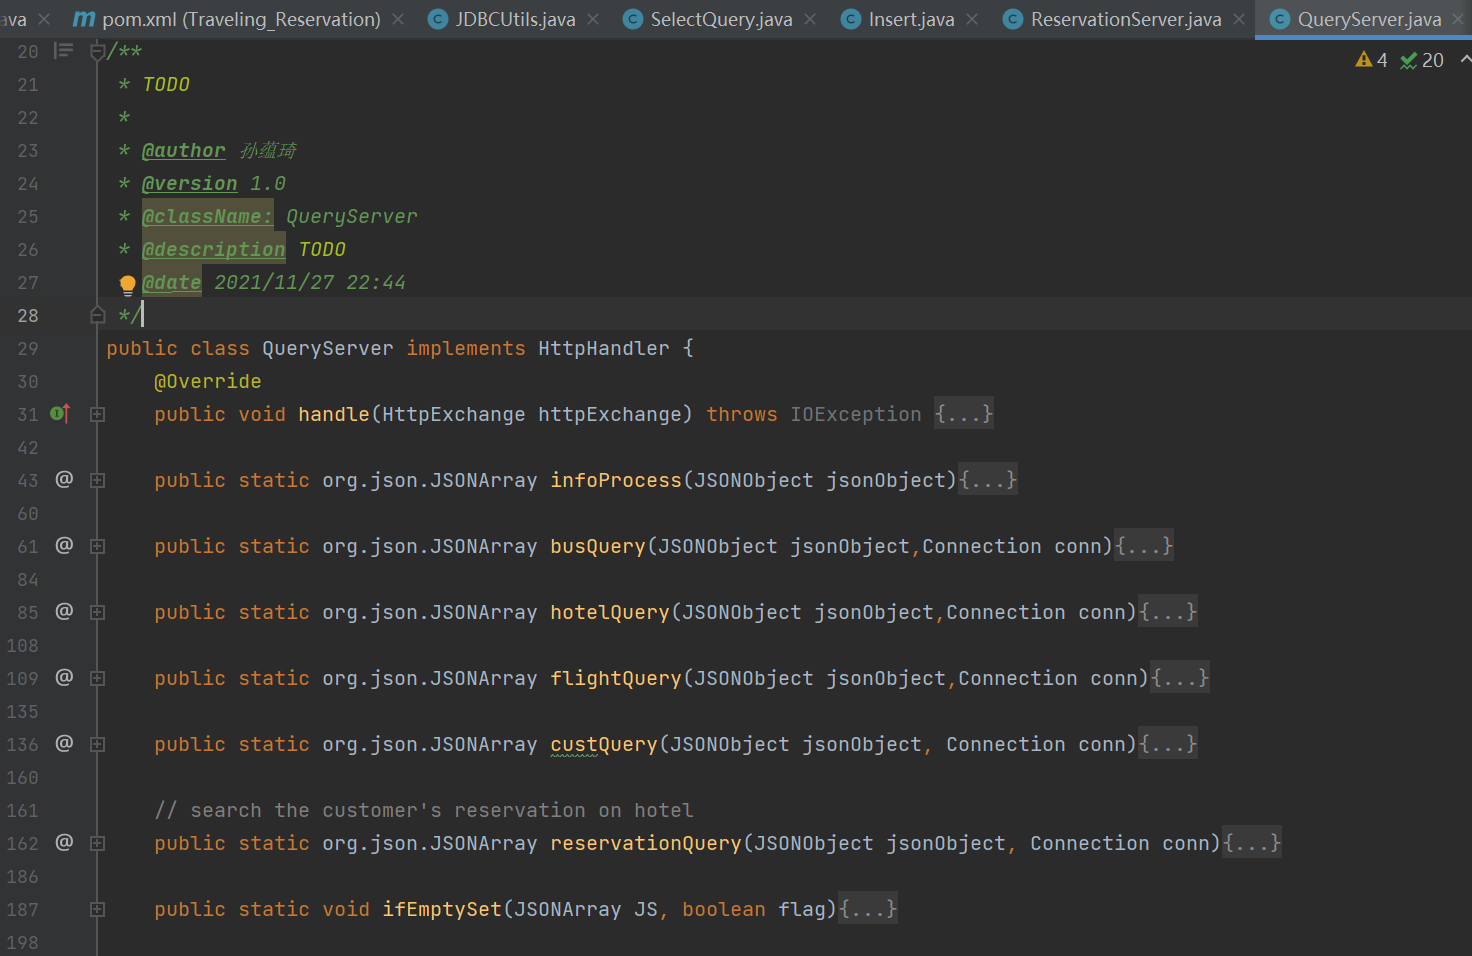 ava pom.xml (Traveling_Reservation) JDBCUtils.java SelectQuery.java Insert.java ReservationServer.java QueryServer.java
4 20
20 /**
21 * TODO
22 *
23 * @author 孙蕴琦
24 * @version 1.0
25 * @className: QueryServer
26 * @description TODO
27 @date 2021/11/27 22:44
28 */
29 public class QueryServer implements HttpHandler {
30 @Override
31 public void handle(HttpExchange httpExchange) throws IOException {...}
42
43 @ public static org.json.JSONArray infoProcess(JSONObject jsonObject){...}
60
61 @ public static org.json.JSONArray busQuery(JSONObject jsonObject,Connection conn){...}
84
85 @ public static org.json.JSONArray hotelQuery(JSONObject jsonObject,Connection conn){...}
108
109 @ public static org.json.JSONArray flightQuery(JSONObject jsonObject,Connection conn){...}
135
136 @ public static org.json.JSONArray custQuery(JSONObject jsonObject, Connection conn){...}
160
161 // search the customer's reservation on hotel
162 @ public static org.json.JSONArray reservationQuery(JSONObject jsonObject, Connection conn){...}
186
187 public static void ifEmptySet(JSONArray JS, boolean flag){...}
198